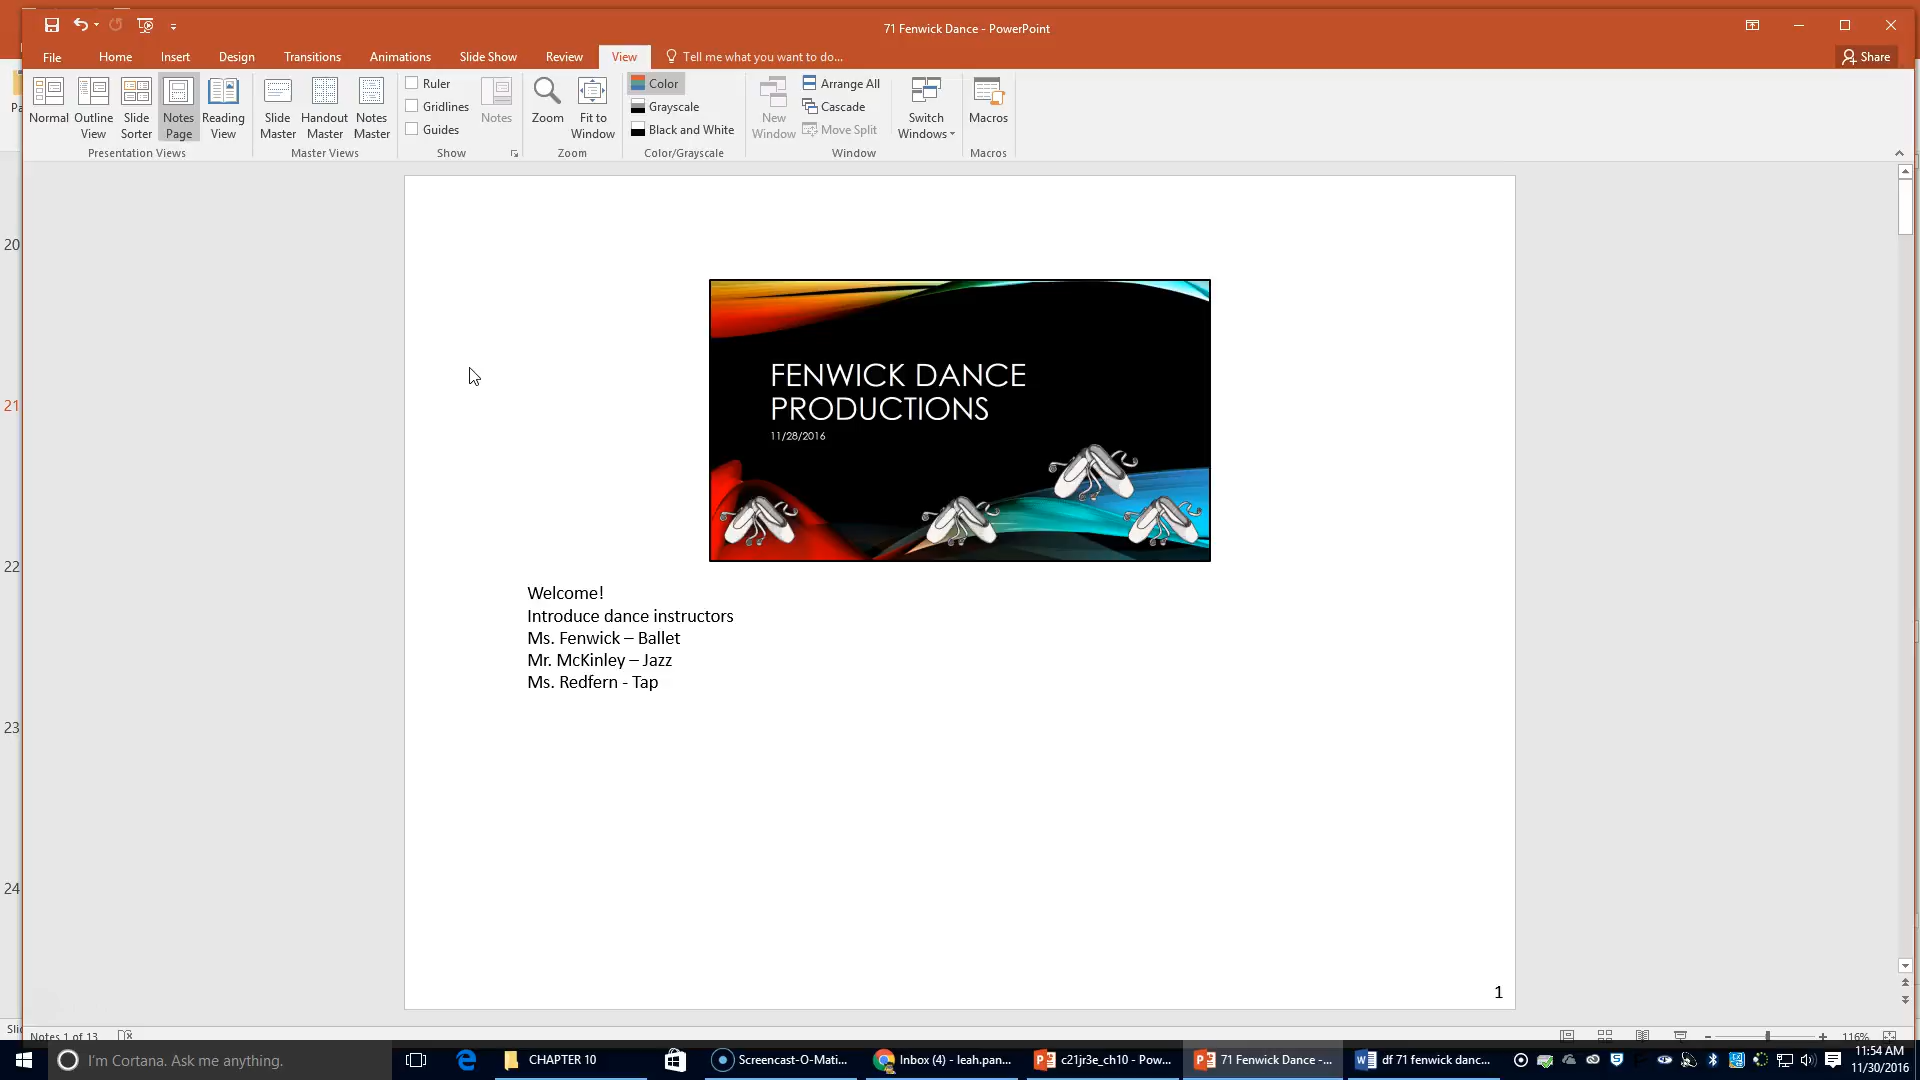 71 Fenwick Dance - PowerPoint
File Home Insert Design Transitions Animations Slide Show Review View Tell me what you want to do... Share
Normal Outline View Slide Sorter Notes Page Reading View
Presentation Views
Slide Master Handout Master Notes Master
Master Views
Ruler
Gridlines
Guides
Notes
Show
Zoom Fit to Window
Zoom
Color
Grayscale
Black and White
Color/Grayscale
New Window
Arrange All
Cascade
Move Split
Switch Windows
Window
Macros
Macros
20
21
22
23
24
FENWICK DANCE
PRODUCTIONS
11/28/2016
Welcome!
Introduce dance instructors
Ms. Fenwick – Ballet
Mr. McKinley – Jazz
Ms. Redfern - Tap
1
Notes 1 of 13
116%
I'm Cortana. Ask me anything.
CHAPTER 10
Screencast-O-Mati...
Inbox (4) - leah.pan...
c21jr3e_ch10 - Pow...
71 Fenwick Dance -...
df 71 fenwick danc...
11:54 AM
11/30/2016